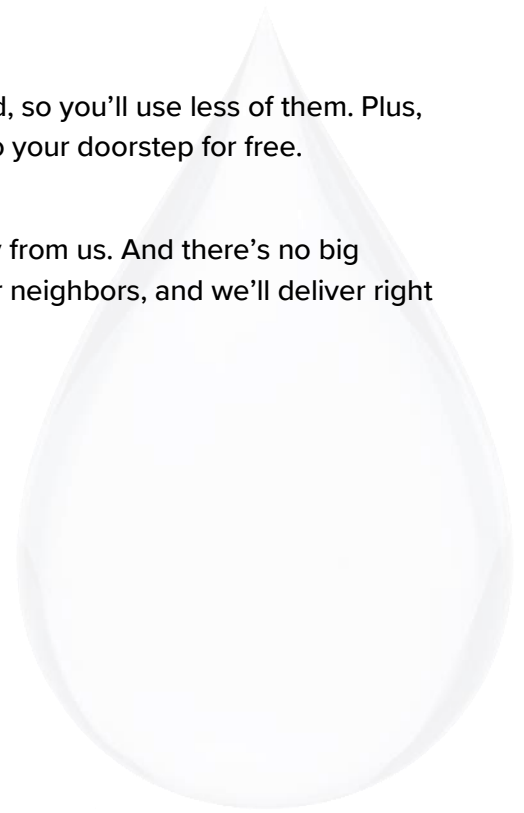 , so you’ll use less of them. Plus,
your doorstep for free.
from us. And there’s no big
neighbors, and we’ll deliver right